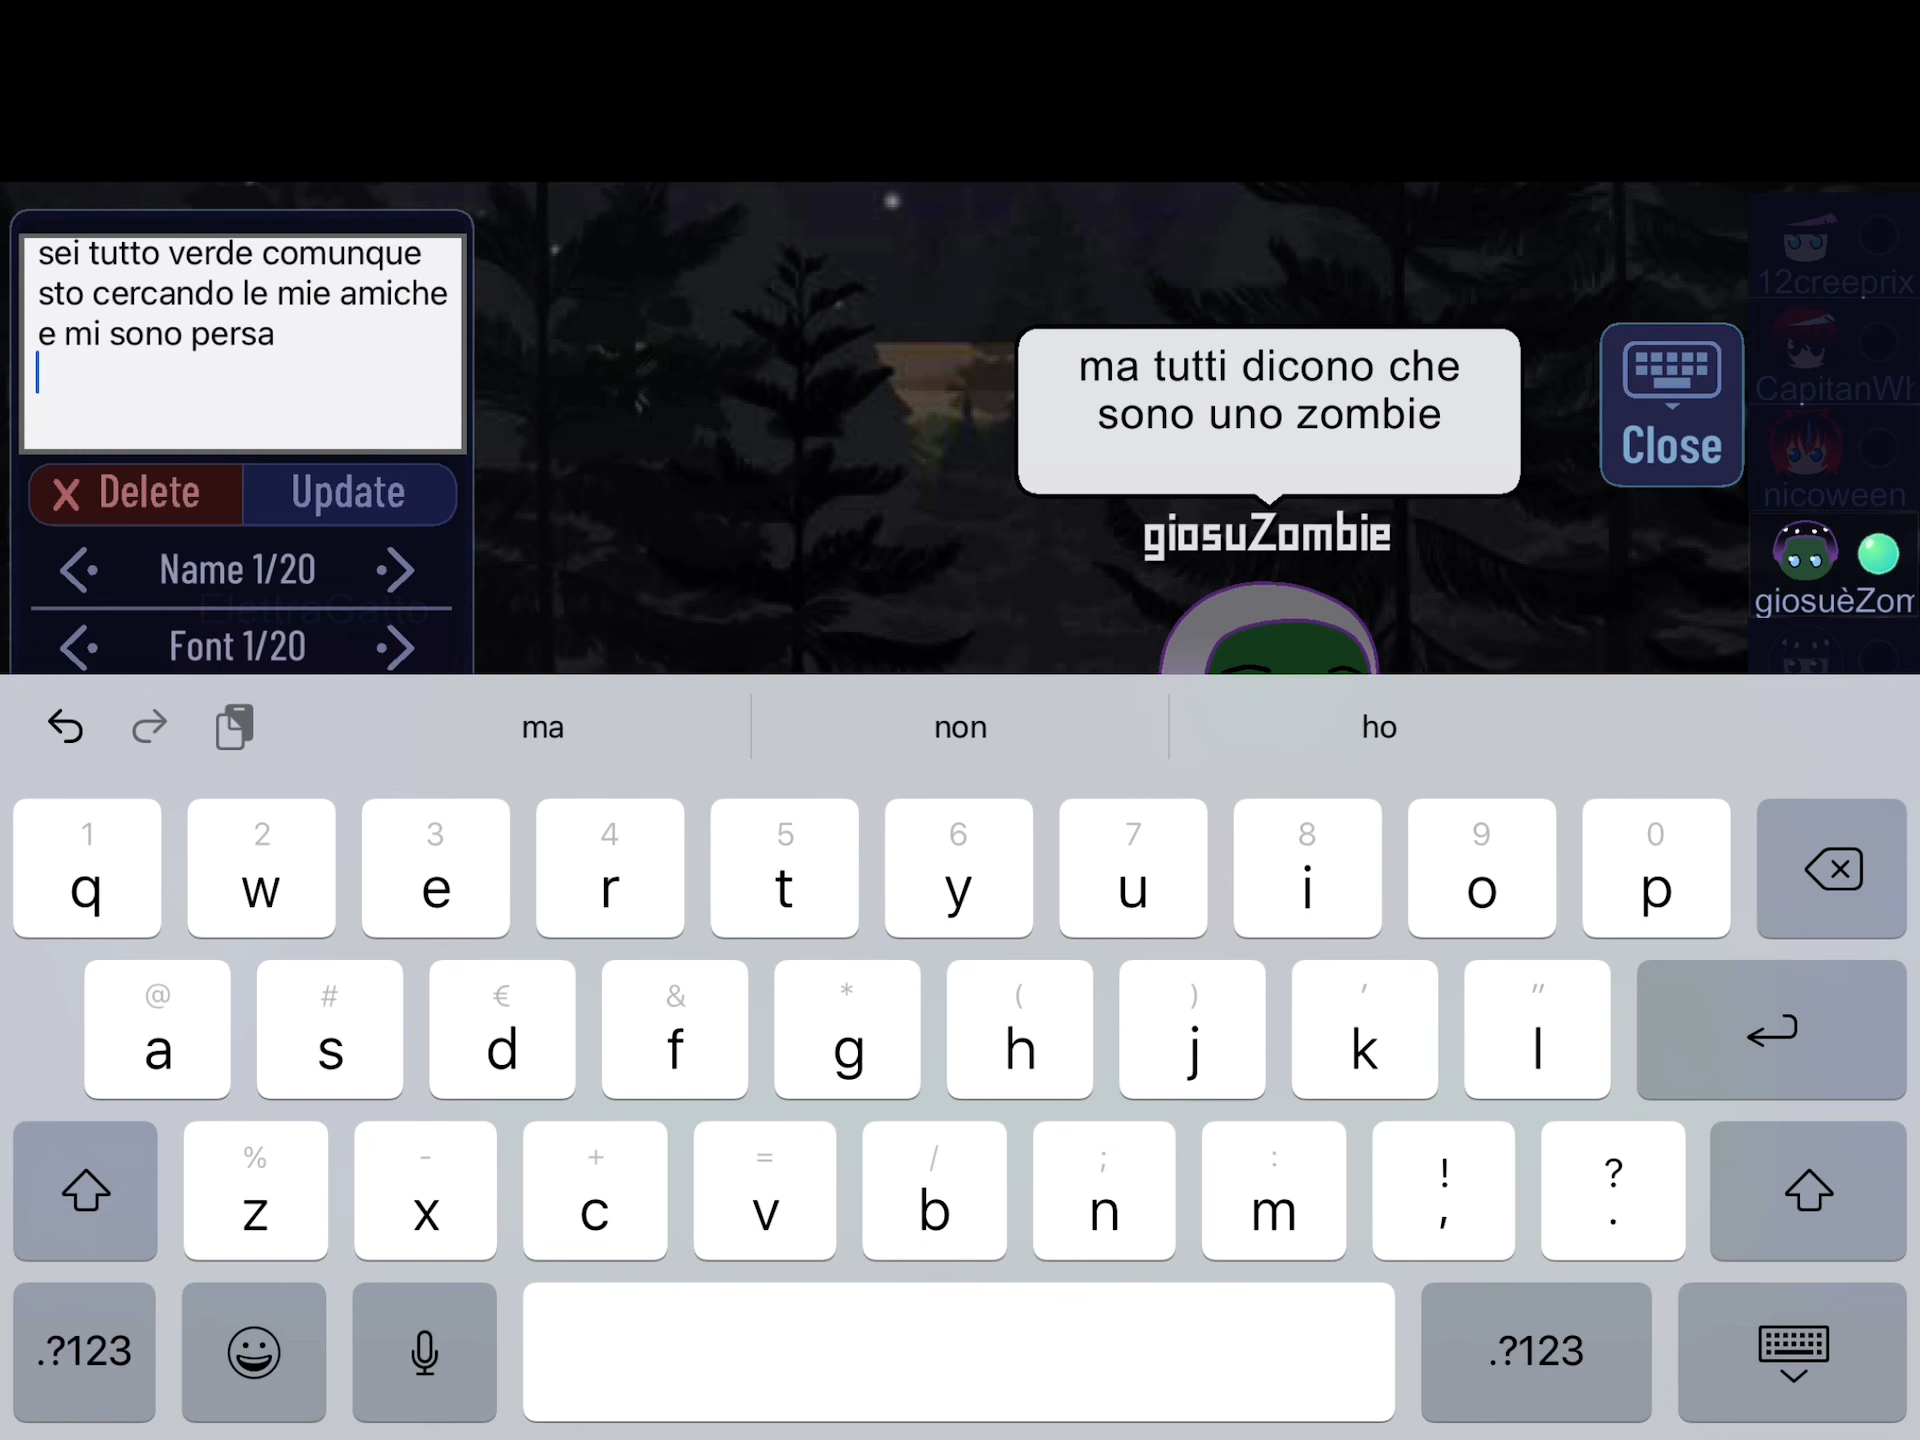 sei tutto verde comunque
sto cercando le mie amiche
e mi sono persa
X Delete
Update
Name 1/20
ElettraGatto
Font 1/20
ma tutti dicono che
sono uno zombie
giosuZombie
Close
12creeprix
CapitanWh
nicoween
giosuèZom
ma
non
ho
1 2 3 4 5 6 7 8 9 0
q w e r t y u i o p
@ # € & * ( ) ' "
a s d f g h j k l
% - + = / ; : ! ?
z x c v b n m , .
.?123
.?123